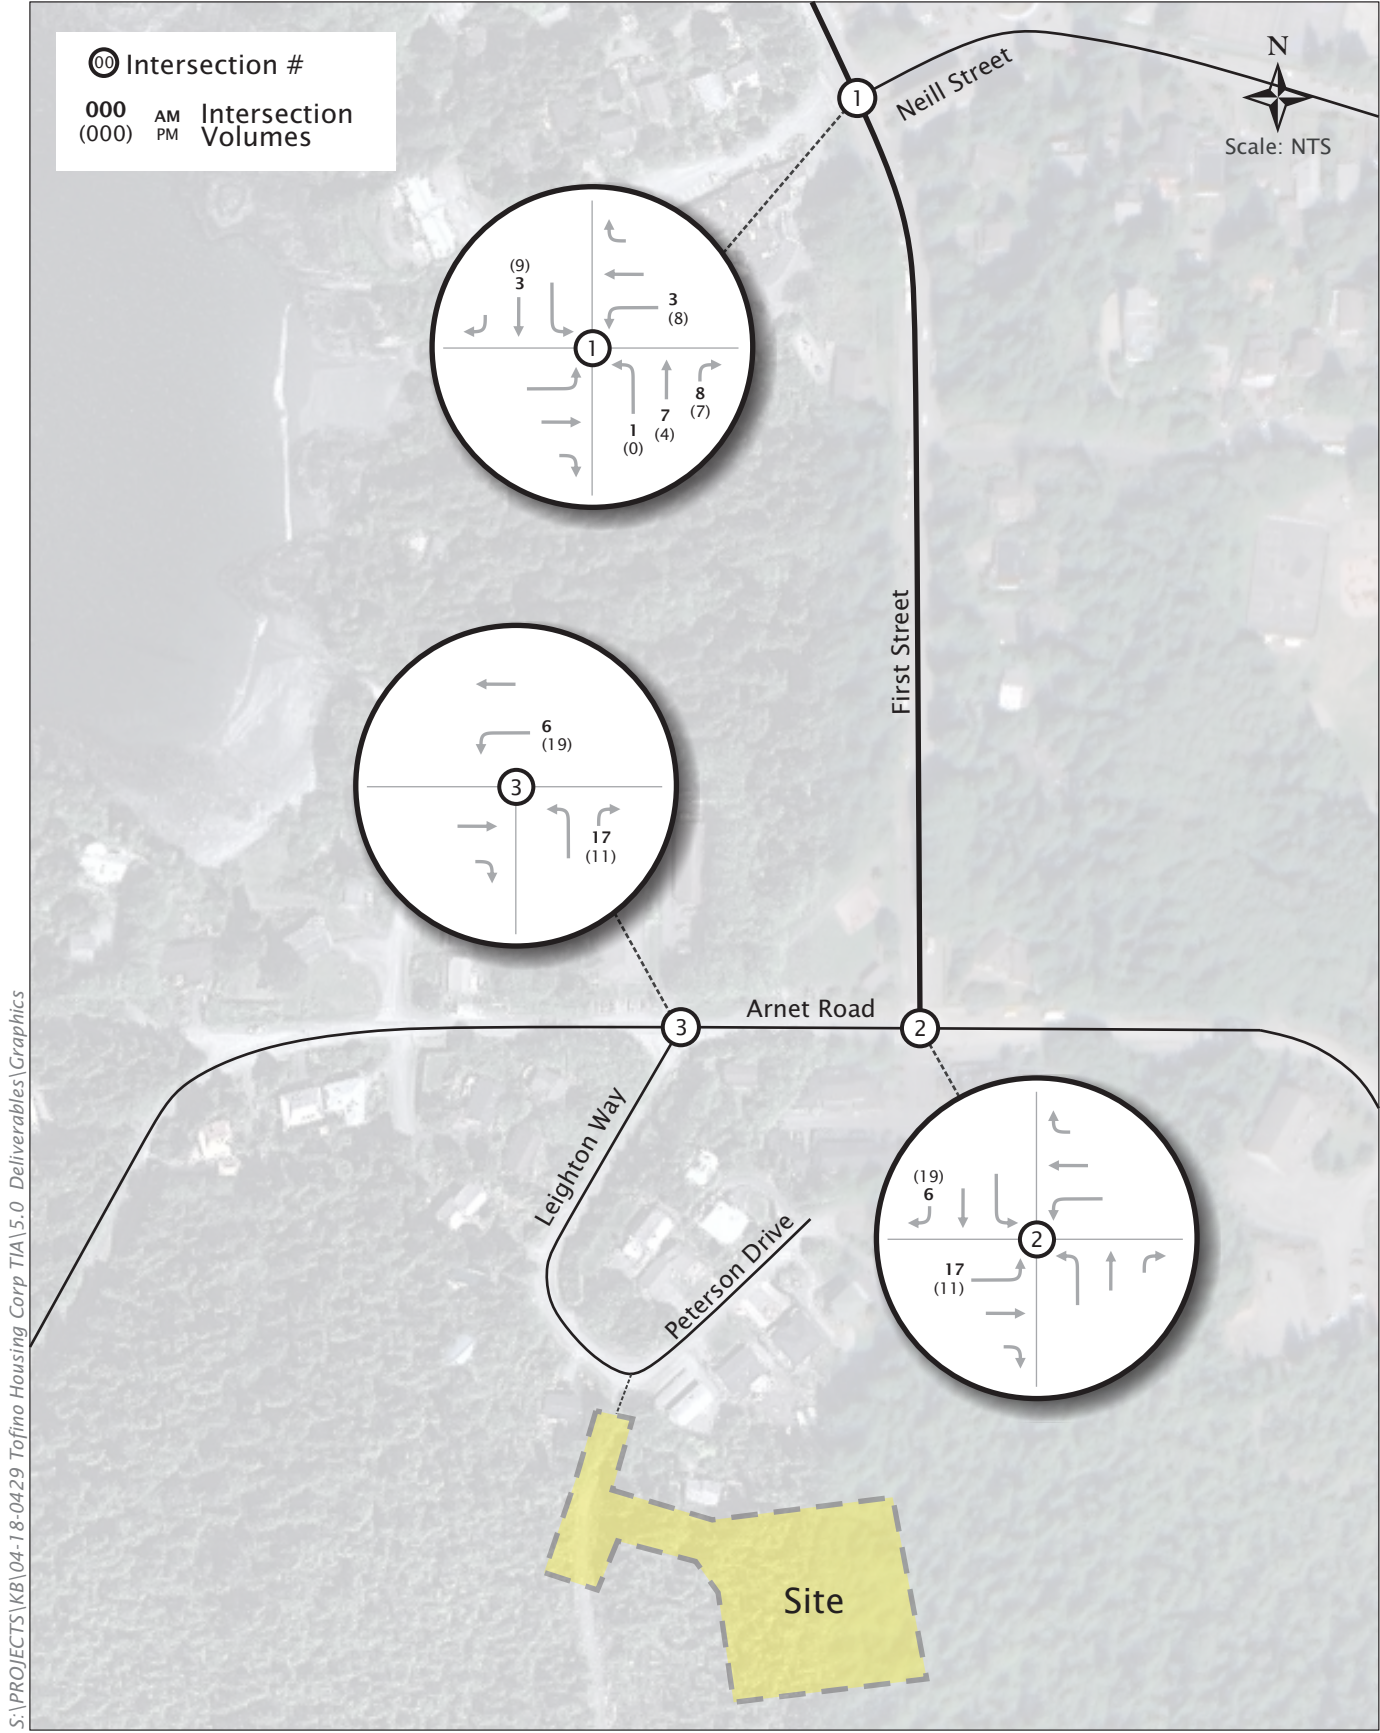 00 Intersection #
000 AM Intersection
(000) PM Volumes
N
Scale: NTS
1
Neill Street
(9)
3
3
(8)
1
8
(7)
7
(4)
1
(0)
First Street
6
(19)
3
17
(11)
Arnet Road
3
2
Leighton Way
Peterson Drive
(19)
6
2
17
(11)
Site
S:\PROJECTS\KB\04-18-0429 Tofino Housing Corp TIA\5.0 Deliverables\Graphics